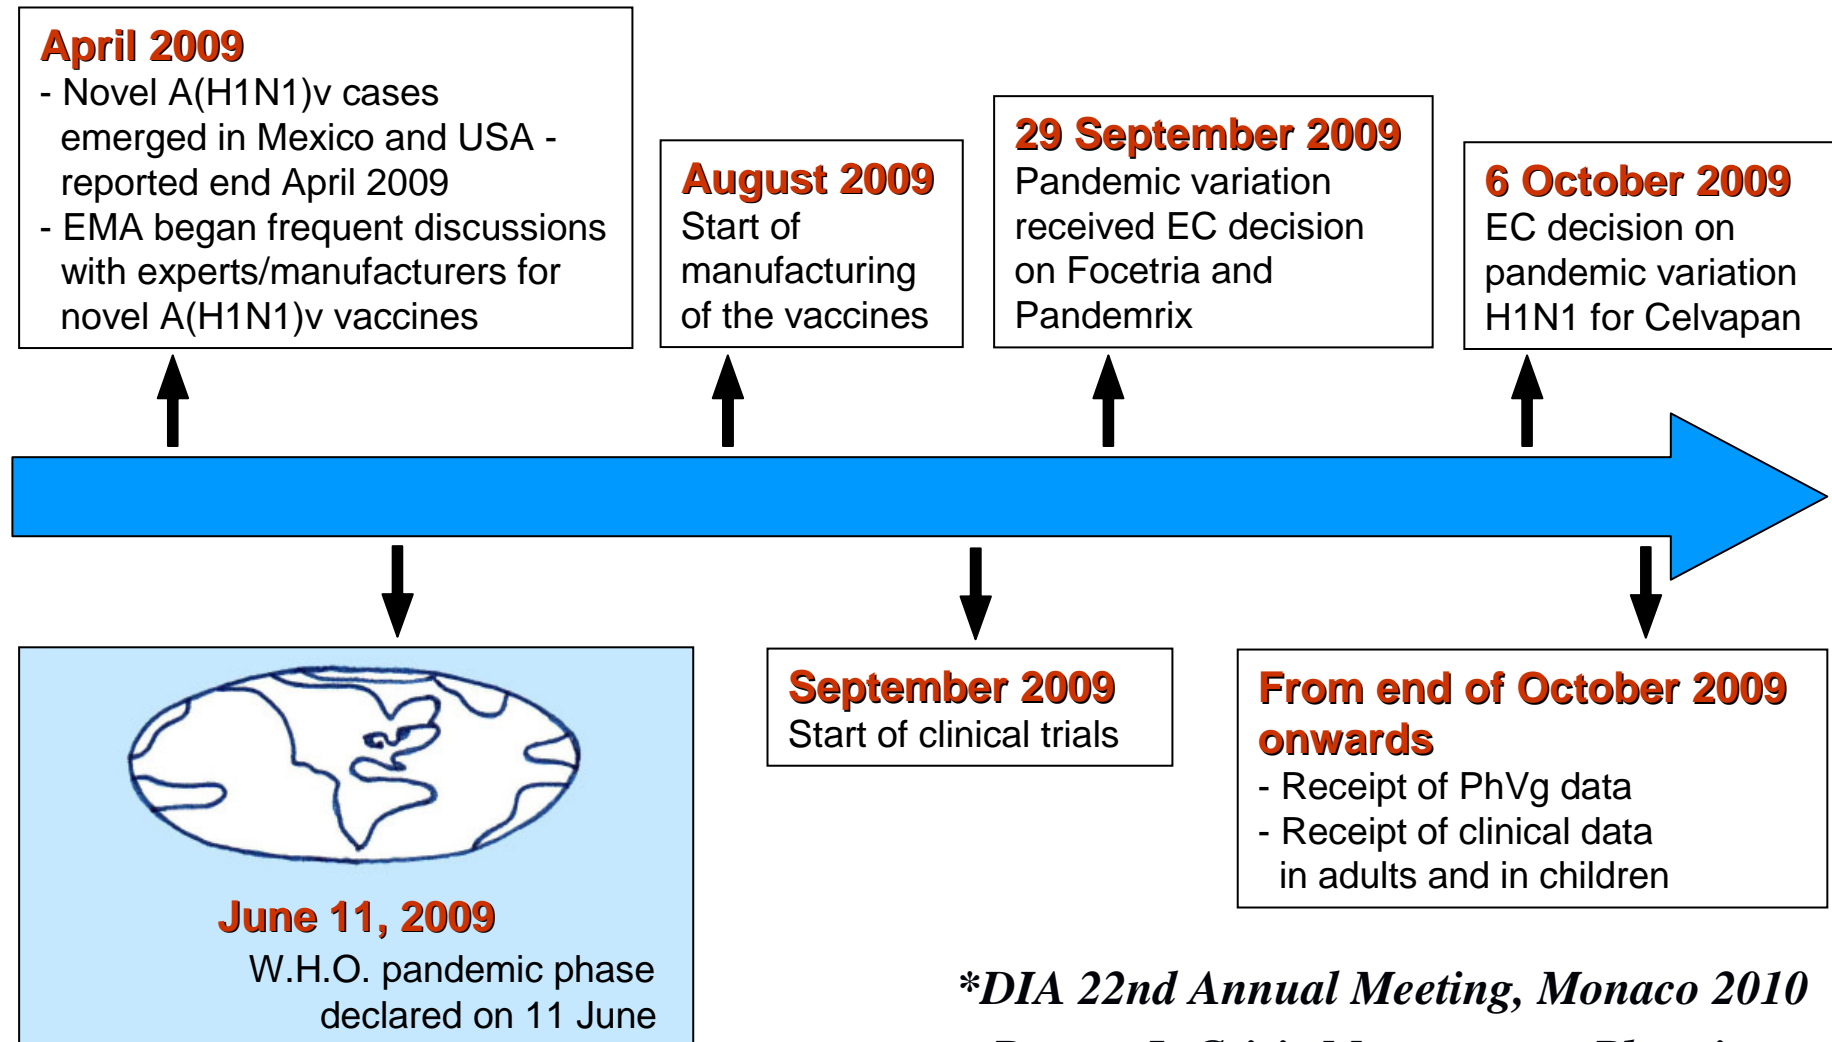 April 2009
- Novel A(H1N1)v cases
emerged in Mexico and USA -
reported end April 2009
- EMA began frequent discussions
with experts/manufacturers for
novel A(H1N1)v vaccines
August 2009
Start of
manufacturing
of the vaccines
29 September 2009
Pandemic variation
received EC decision
on Focetria and
Pandemrix
6 October 2009
EC decision on
pandemic variation
H1N1 for Celvapan
June 11, 2009
W.H.O. pandemic phase
declared on 11 June
September 2009
Start of clinical trials
From end of October 2009
onwards
- Receipt of PhVg data
- Receipt of clinical data
in adults and in children
*DIA 22nd Annual Meeting, Monaco 2010